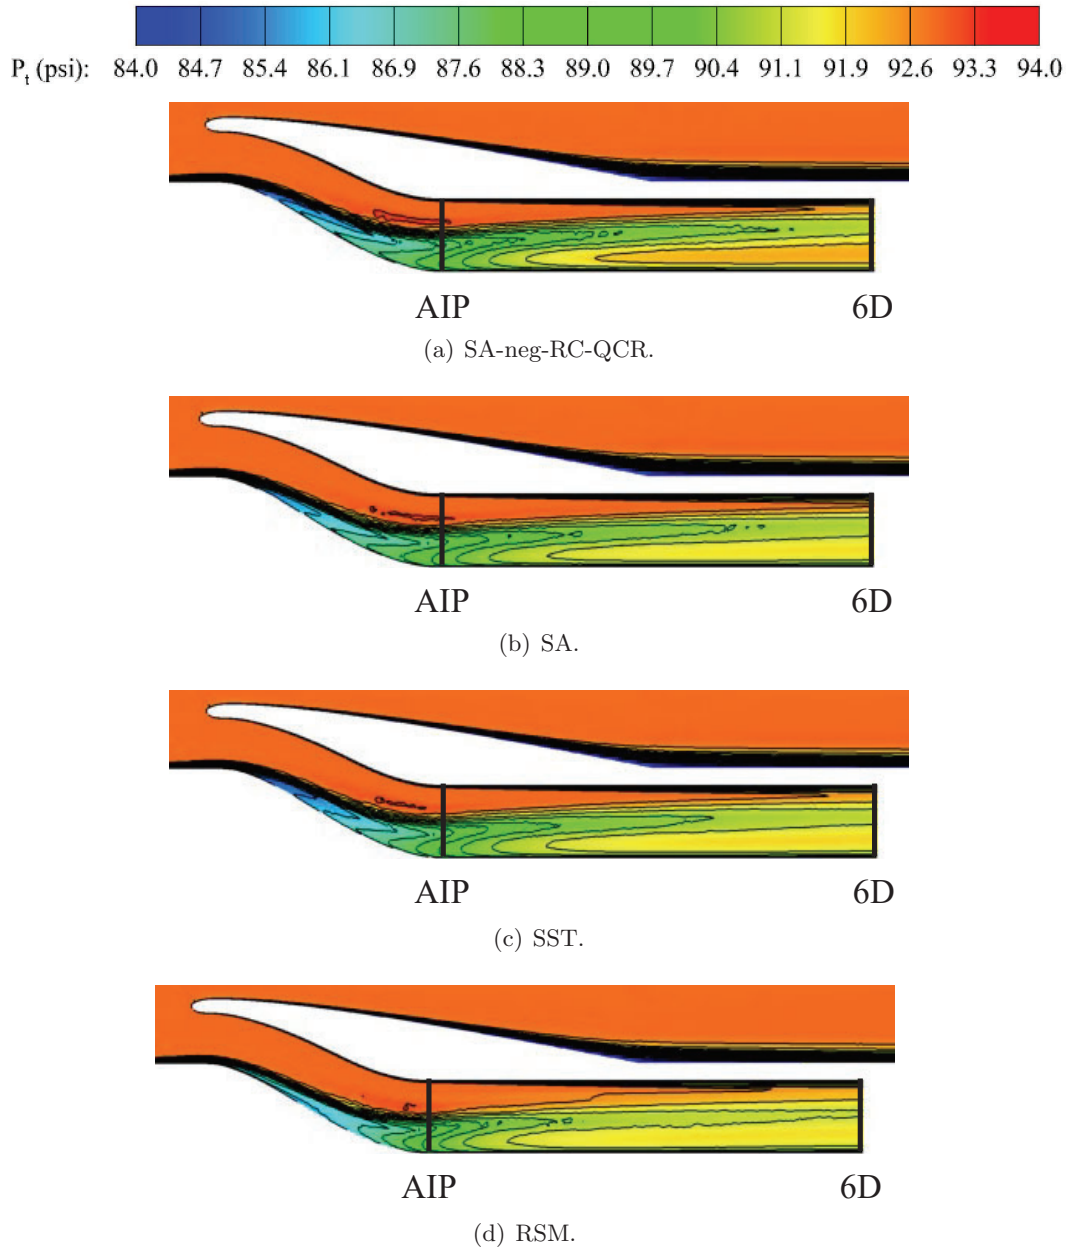 P_t (psi): 84.0 84.7 85.4 86.1 86.9 87.6 88.3 89.0 89.7 90.4 91.1 91.9 92.6 93.3 94.0
AIP 6D
(a) SA-neg-RC-QCR.
AIP 6D
(b) SA.
AIP 6D
(c) SST.
AIP 6D
(d) RSM.